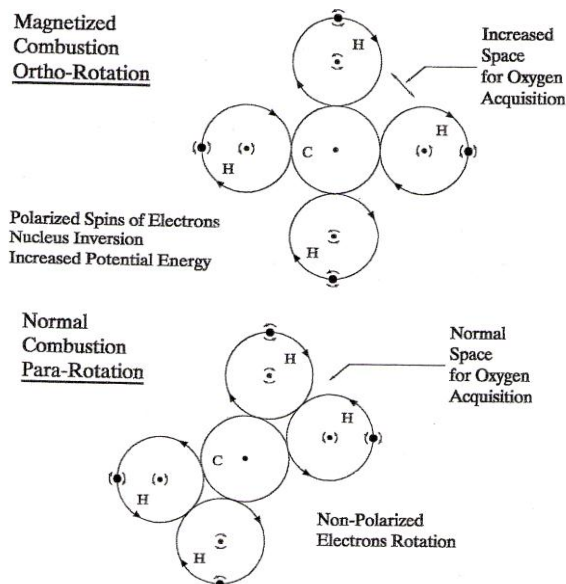 Magnetized
Combustion
Ortho-Rotation
H
Increased
Space
for Oxygen
Acquisition
H
C
H
Polarized Spins of Electrons
Nucleus Inversion
Increased Potential Energy
H
Normal
Combustion
Para-Rotation
H
Normal
Space
for Oxygen
Acquisition
H
C
H
Non-Polarized
Electrons Rotation
H